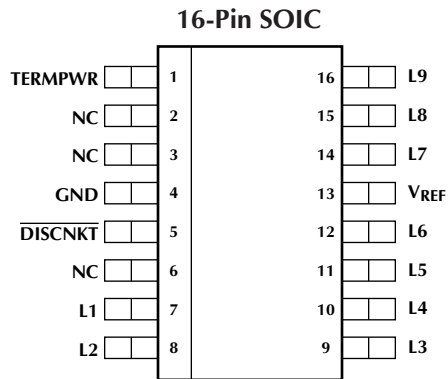 16-Pin SOIC
TERMPWR 1 16 L9
NC 2 15 L8
NC 3 14 L7
GND 4 13 VREF
DISCNKT 5 12 L6
NC 6 11 L5
L1 7 10 L4
L2 8 9 L3